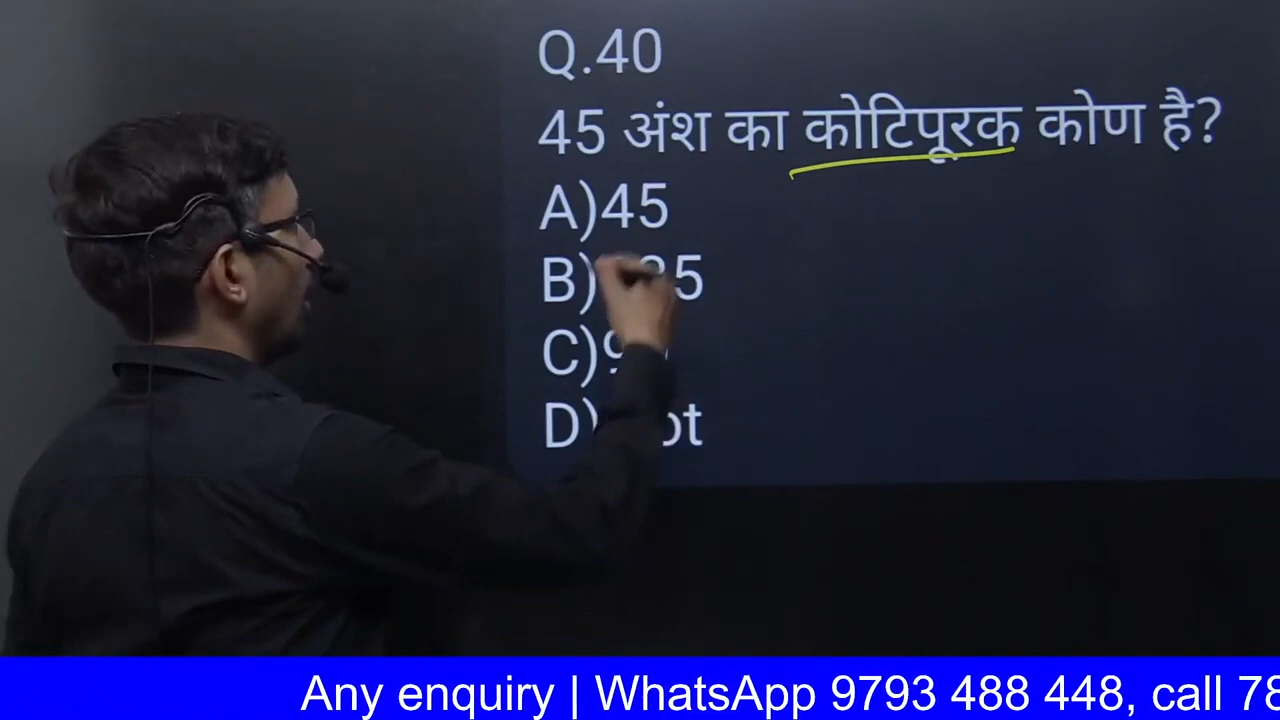 Q.40
45 अंश का कोटिपूरक कोण है?
A)45
B)
C)
D)
Any enquiry | WhatsApp 9793 488 448, call